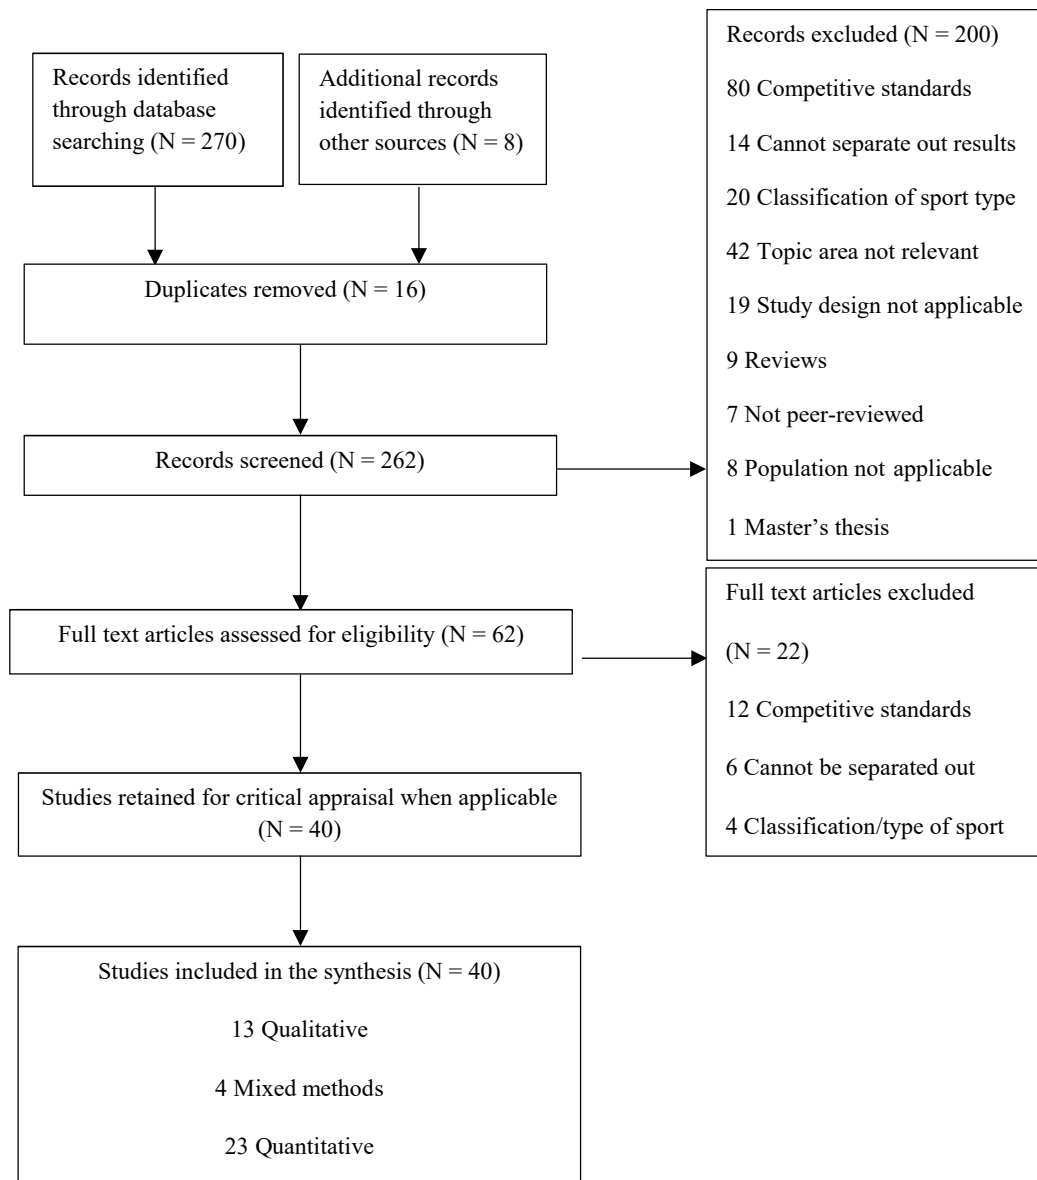 Records identified
through database
searching (N = 270)
Additional records
identified through
other sources (N = 8)
Duplicates removed (N = 16)
Records screened (N = 262)
Records excluded (N = 200)
80 Competitive standards
14 Cannot separate out results
20 Classification of sport type
42 Topic area not relevant
19 Study design not applicable
9 Reviews
7 Not peer-reviewed
8 Population not applicable
1 Master’s thesis
Full text articles assessed for eligibility (N = 62)
Full text articles excluded
(N = 22)
12 Competitive standards
6 Cannot be separated out
4 Classification/type of sport
Studies retained for critical appraisal when applicable
(N = 40)
Studies included in the synthesis (N = 40)
13 Qualitative
4 Mixed methods
23 Quantitative